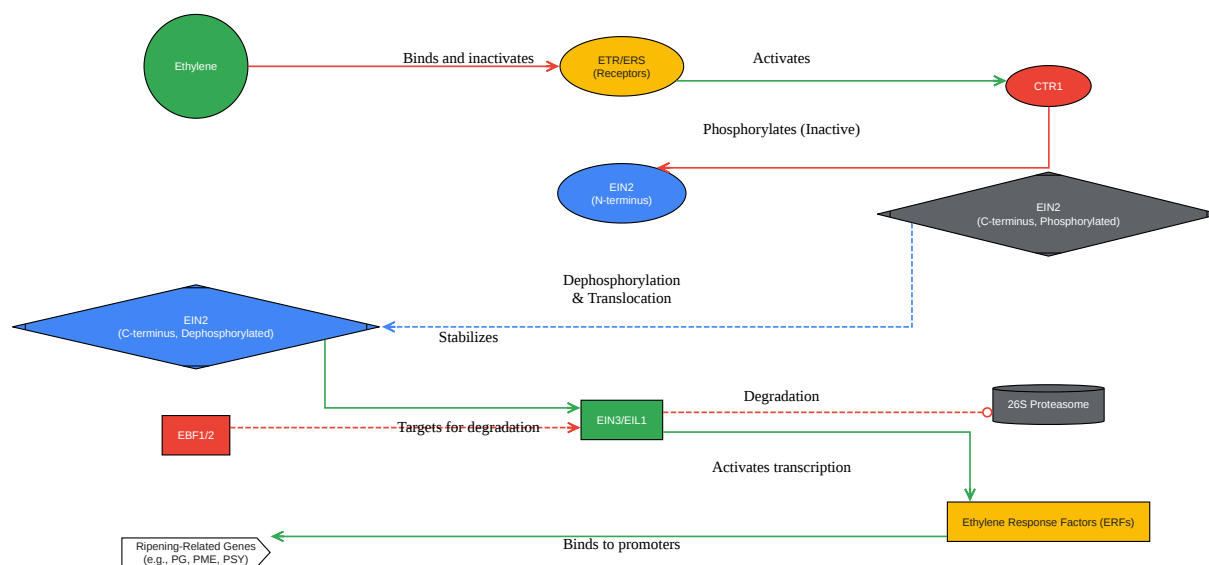 Ethylene
Binds and inactivates
ETR/ERS
(Receptors)
Activates
CTR1
Phosphorylates (Inactive)
EIN2
(N-terminus)
EIN2
(C-terminus, Phosphorylated)
Dephosphorylation
& Translocation
EIN2
(C-terminus, Dephosphorylated)
Stabilizes
EBF1/2
Targets for degradation
EIN3/EIL1
Degradation
26S Proteasome
Activates transcription
Ethylene Response Factors (ERFs)
Binds to promoters
Ripening-Related Genes
(e.g., PG, PME, PSY)